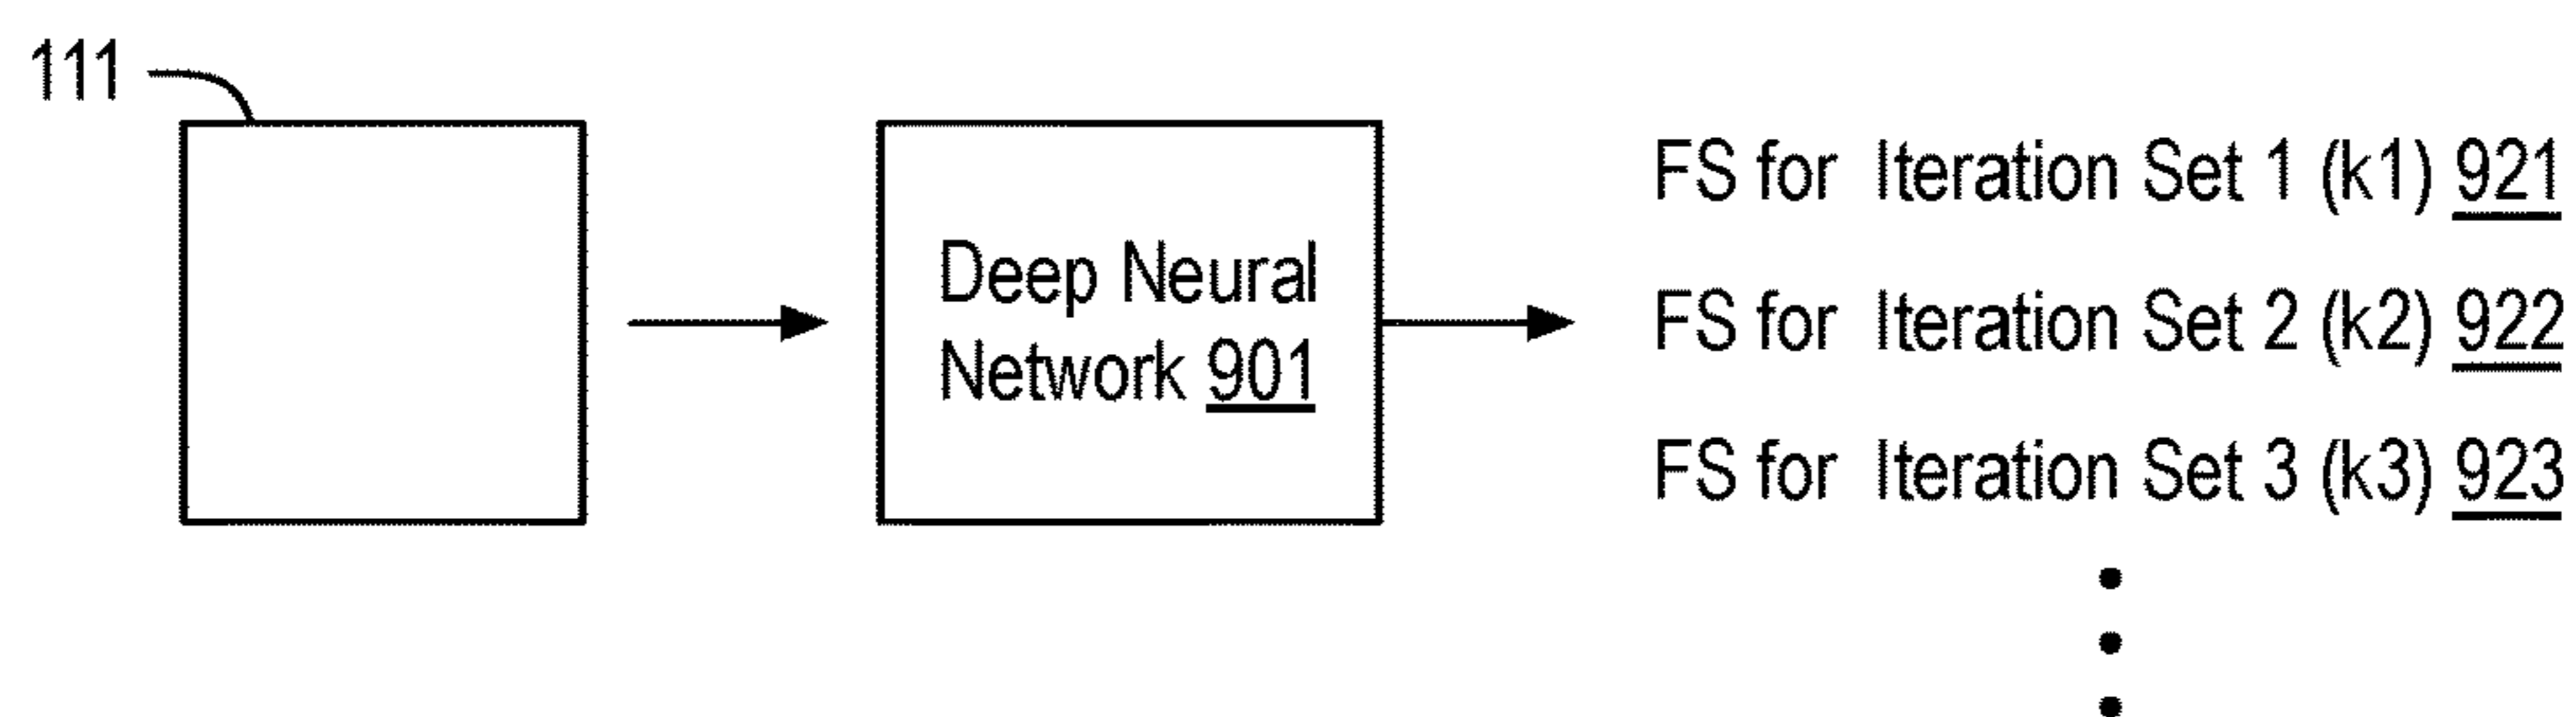 111
Deep Neural
Network 901
FS for Iteration Set 1 (k1) 921
FS for Iteration Set 2 (k2) 922
FS for Iteration Set 3 (k3) 923